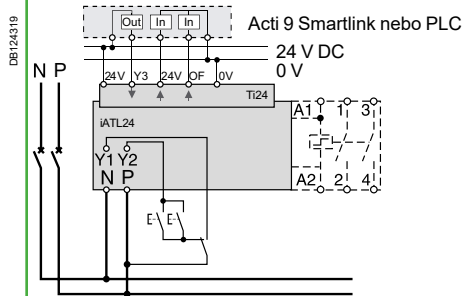 DB124319
Out In In
Acti 9 Smartlink nebo PLC
24 V DC
0 V
N P
24V Y3 24V OF 0V
Ti24
iATL24
A1 1 3
Y1 Y2
N P
A2 2 4
E E